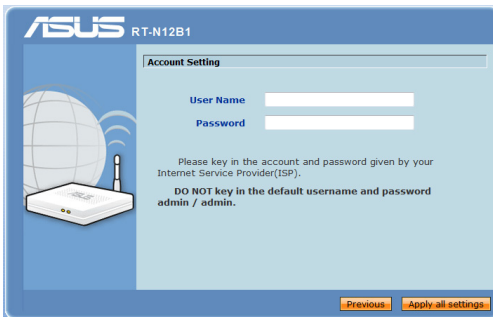 ASUS RT-N12B1
Account Setting
User Name
Password
Please key in the account and password given by your
Internet Service Provider(ISP).
DO NOT key in the default username and password
admin / admin.
ASUS
Previous Apply all settings